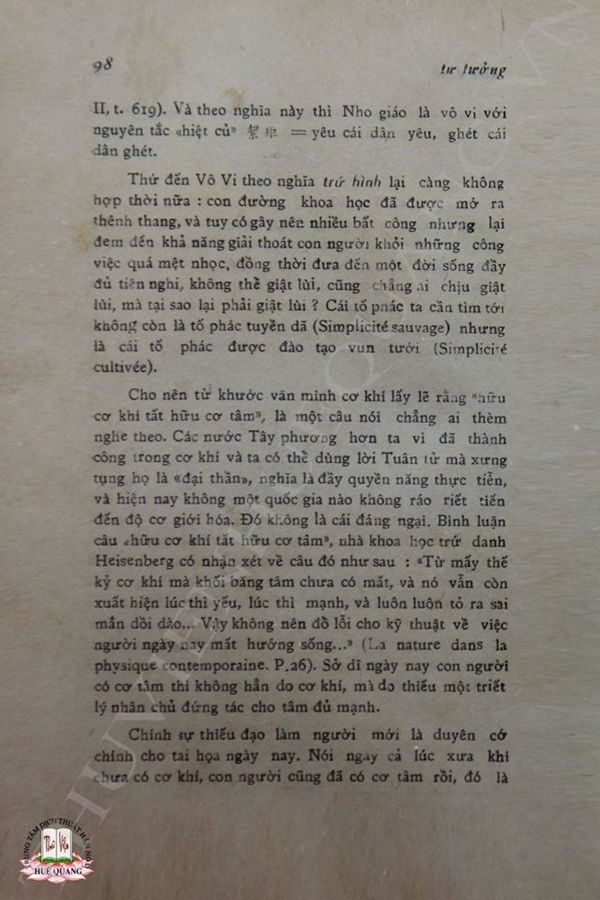 98
tư tưởng
II, t. 619). Và theo nghĩa này thì Nho giáo là vô vi với
nguyên tắc «hiệt củ» 絜矩 = yêu cái dân yêu, ghét cái
dân ghét.
Thứ đến Vô Vi theo nghĩa trứ hình lại càng không
hợp thời nữa : con đường khoa học đã được mở ra
thênh thang, và tuy có gây nên nhiều bất công nhưng lại
đem đến khả năng giải thoát con người khỏi những công
việc quá mệt nhọc, đồng thời đưa đến một đời sống đầy
đủ tiện nghi, không thể giật lùi, cũng chẳng ai chịu giật
lùi, mà tại sao lại phải giật lùi ? Cái tố phác ta cần tìm tới
không còn là tố phác tuyền dã (Simplicité sauvage) nhưng
là cái tố phác được đào tạo vun tưới (Simplicité
cultivée).
Cho nên từ khước văn minh cơ khí lấy lẽ rằng «hữu
cơ khí tất hữu cơ tâm», là một câu nói chẳng ai thèm
nghe theo. Các nước Tây phương hơn ta vì đã thành
công trong cơ khí và ta có thể dùng lời Tuân tử mà xưng
tụng họ là «đại thần», nghĩa là đầy quyền năng thực tiễn,
và hiện nay không một quốc gia nào không ráo riết tiến
đến độ cơ giới hóa. Đó không là cái đáng ngại. Bình luận
câu «hữu cơ khí tất hữu cơ tâm», nhà khoa học trứ danh
Heisenberg có nhận xét về câu đó như sau : «Từ mấy thế
kỷ cơ khí mà khối băng tâm chưa có mất, và nó vẫn còn
xuất hiện lúc thì yếu, lúc thì mạnh, và luôn luôn tỏ ra sai
mắn dồi dào... Vậy không nên đổ lỗi cho kỹ thuật về việc
người ngày nay mất hướng sống...» (La nature dans la
physique contemporaine. P.26). Sở dĩ ngày nay con người
có cơ tâm thì không hẳn do cơ khí, mà do thiếu một triết
lý nhân chủ đứng tác cho tâm đủ mạnh.
Chính sự thiếu đạo làm người mới là duyên cớ
chính cho tai họa ngày nay. Nói ngay cả lúc xưa khi
chưa có cơ khí, con người cũng đã có cơ tâm rồi, đó là
TRUNG TÂM DỊCH THUẬT HÁN NÔM
HUỆ QUANG